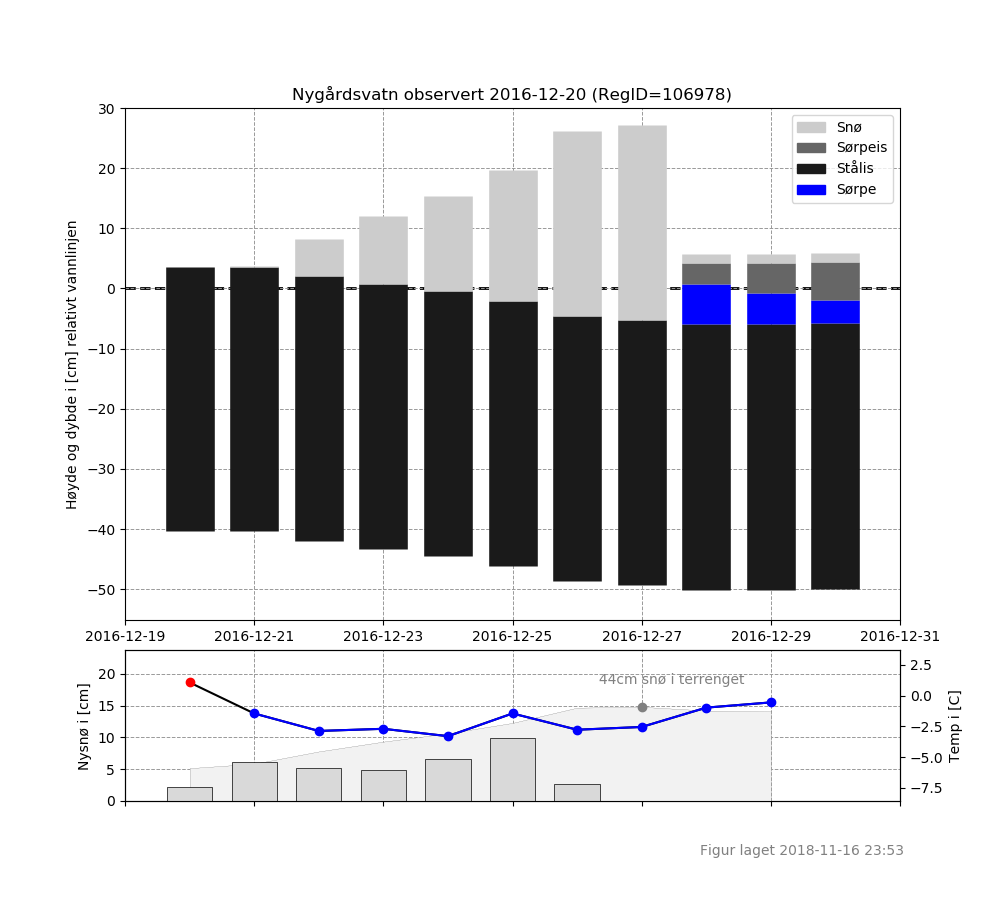 Nygårdsvatn observert 2016-12-20 (RegID=106978)
30
20
10
0
−10
−20
−30
−40
−50
Høyde og dybde i [cm] relativt vannlinjen
Snø
Sørpeis
Stålis
Sørpe
2016-12-19 2016-12-21 2016-12-23 2016-12-25 2016-12-27 2016-12-29 2016-12-31
20
15
10
5
0
Nysnø i [cm]
44cm snø i terrenget
2.5
0.0
−2.5
−5.0
−7.5
Temp i [C]
Figur laget 2018-11-16 23:53